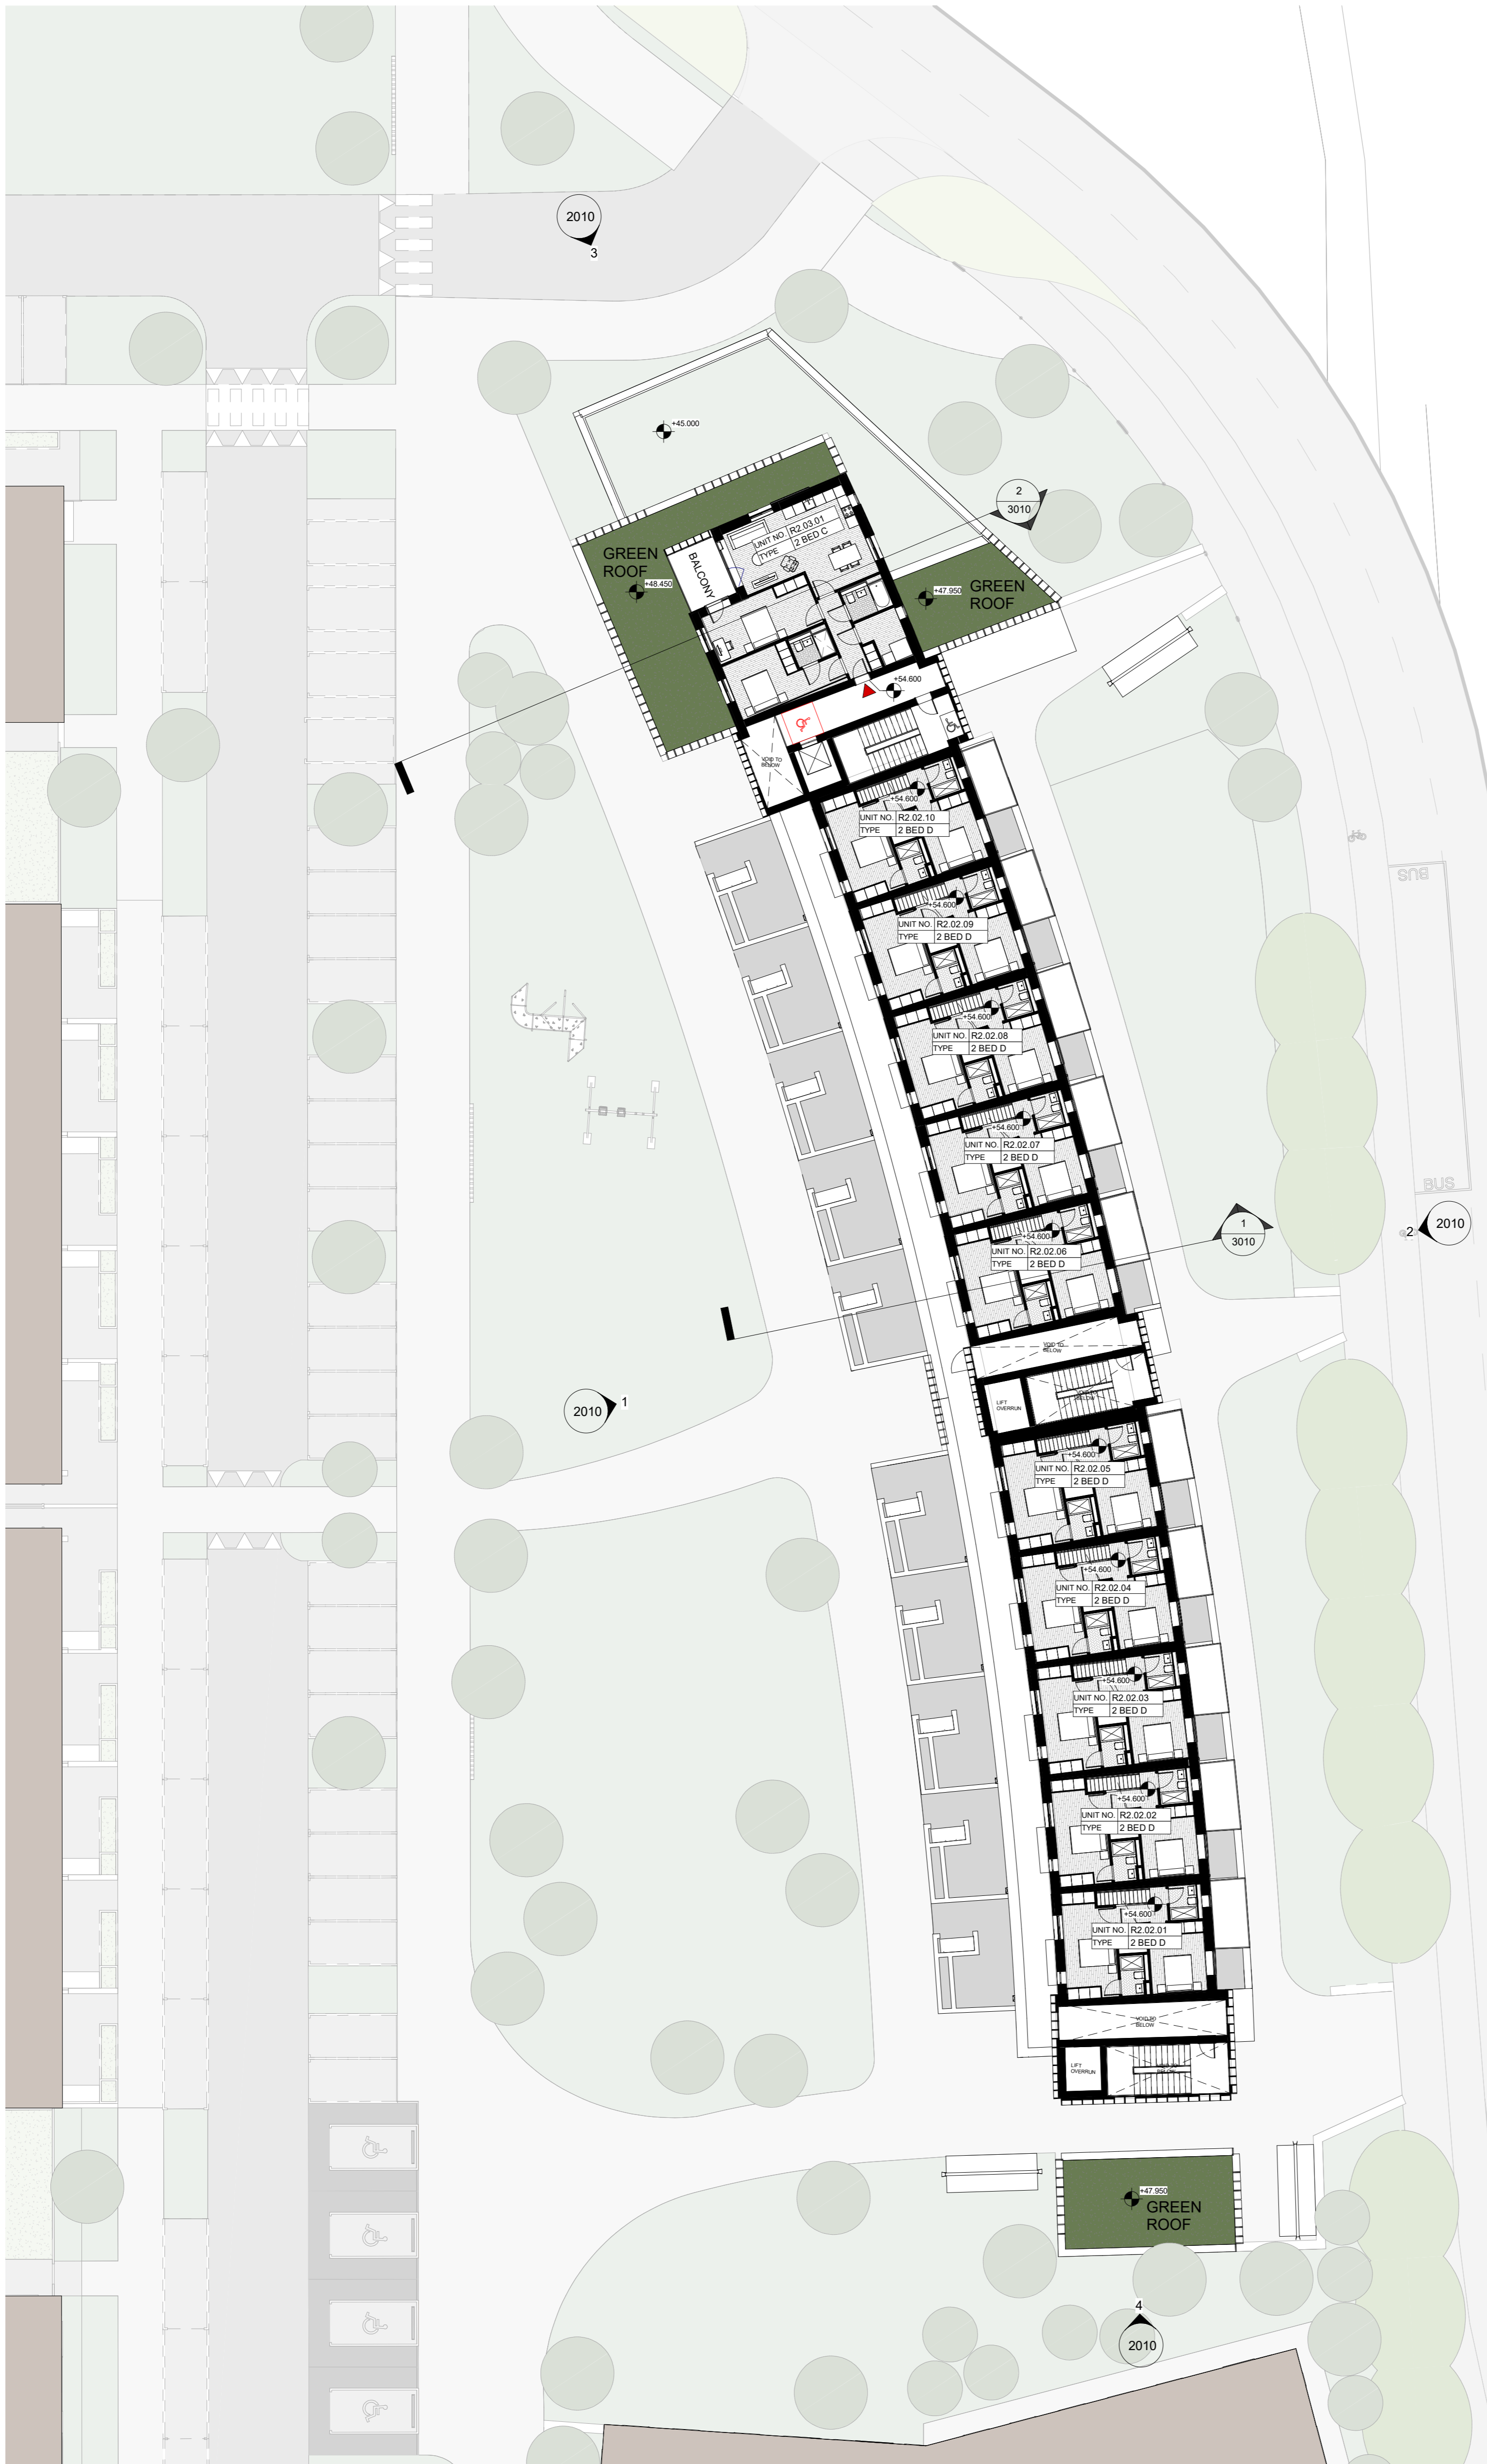 2010
3
+45.000
2
3010
UNIT NO. R2.03.01
TYPE 2 BED C
GREEN
ROOF
+48.450
BALCONY
+47.950
GREEN
ROOF
+54.600
VOID TO
BELOW
+54.600
UNIT NO. R2.02.10
TYPE 2 BED D
BUS
+54.600
UNIT NO. R2.02.09
TYPE 2 BED D
+54.600
UNIT NO. R2.02.08
TYPE 2 BED D
+54.600
UNIT NO. R2.02.07
TYPE 2 BED D
BUS
1
3010
2
2010
+54.600
UNIT NO. R2.02.06
TYPE 2 BED D
VOID TO
BELOW
VOID TO
BELOW
LIFT
OVERRUN
2010
1
+54.600
UNIT NO. R2.02.05
TYPE 2 BED D
+54.600
UNIT NO. R2.02.04
TYPE 2 BED D
+54.600
UNIT NO. R2.02.03
TYPE 2 BED D
+54.600
UNIT NO. R2.02.02
TYPE 2 BED D
+54.600
UNIT NO. R2.02.01
TYPE 2 BED D
VOID TO
BELOW
LIFT
OVERRUN
VOID TO
BELOW
+47.950
GREEN
ROOF
4
2010